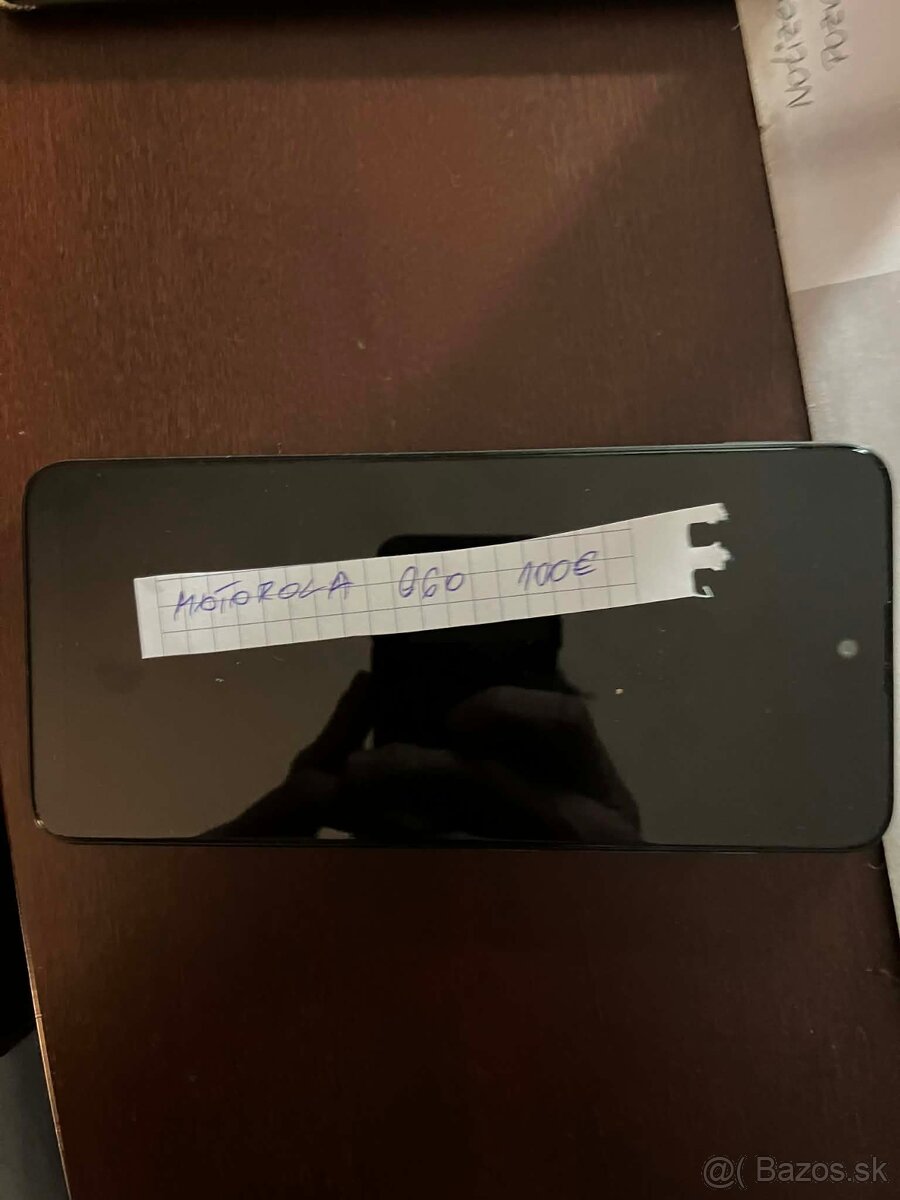 MOTOROLA G60 100€
@( Bazos.sk